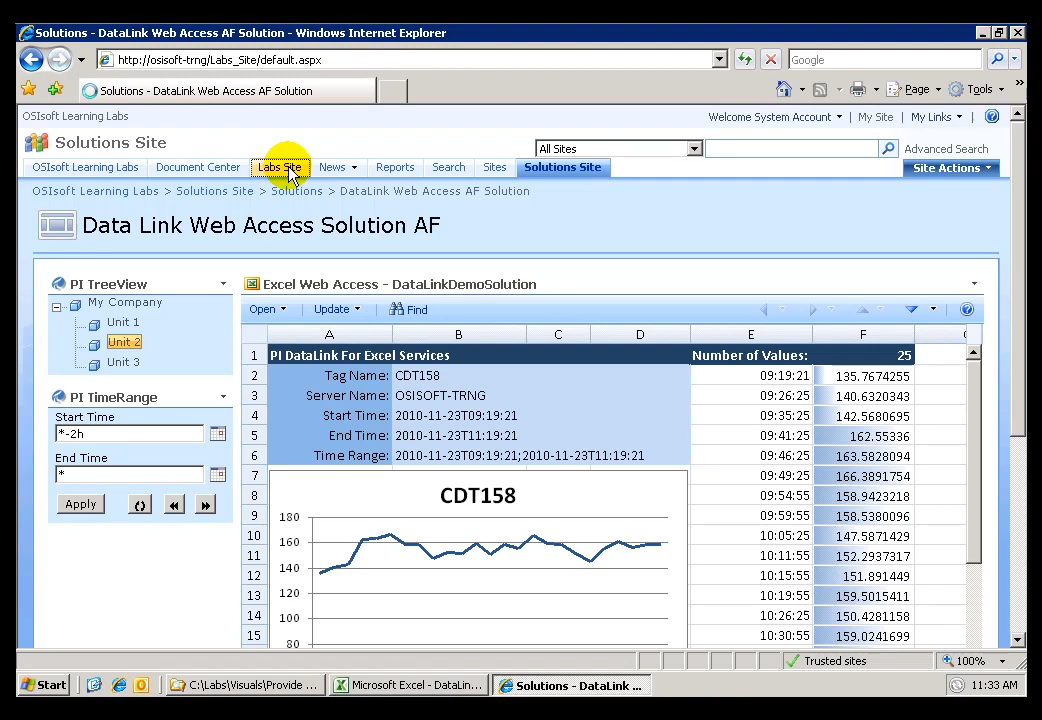 Solutions - DataLink Web Access AF Solution - Windows Internet Explorer
http://osisoft-trng/Labs_Site/default.aspx
Google
Solutions - DataLink Web Access AF Solution
Page
Tools
»
OSIsoft Learning Labs
Welcome System Account
My Site
My Links
Solutions Site
All Sites
Advanced Search
OSIsoft Learning Labs
Document Center
Labs Site
News
Reports
Search
Sites
Solutions Site
Site Actions
OSIsoft Learning Labs > Solutions Site > Solutions > DataLink Web Access AF Solution
Data Link Web Access Solution AF
PI TreeView
My Company
Unit 1
Unit 2
Unit 3
PI TimeRange
Start Time
*-2h
End Time
*
Apply
Excel Web Access - DataLinkDemoSolution
Open
Update
Find
A B C D E F
1 PI DataLink For Excel Services Number of Values: 25
2 Tag Name: CDT158 09:19:21 135.7674255
3 Server Name: OSISOFT-TRNG 09:26:25 140.6320343
4 Start Time: 2010-11-23T09:19:21 09:35:25 142.5680695
5 End Time: 2010-11-23T11:19:21 09:41:25 162.55336
6 Time Range: 2010-11-23T09:19:21;2010-11-23T11:19:21 09:46:25 163.5828094
7 09:49:25 166.3891754
8 09:54:55 158.9423218
9 09:59:55 158.5380096
10 10:05:25 147.5871429
11 10:11:55 152.2937317
12 10:15:55 151.891449
13 10:19:55 159.5015411
14 10:26:25 150.4281158
15 10:30:55 159.0241699
CDT158
180
160
140
120
100
80
Trusted sites
100%
Start
C:\Labs\Visuals\Provide ...
Microsoft Excel - DataLin...
Solutions - DataLink ...
11:33 AM